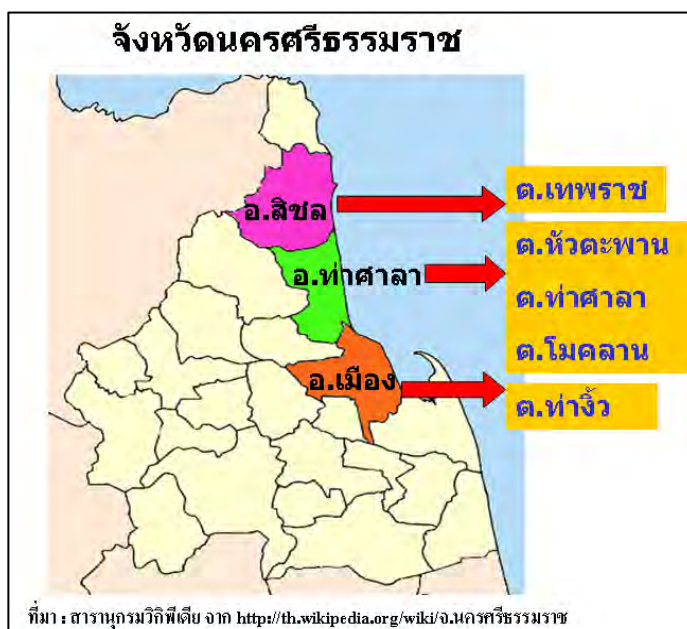 จังหวัดนครศรีธรรมราช
อ.สิชล
ต.เทพราช
อ.ท่าศาลา
ต.หัวตะพาน
ต.ท่าศาลา
ต.โมคลาน
อ.เมือง
ต.ท่างิ้ว
ที่มา : สารานุกรมวิกิพีเดีย จาก http://th.wikipedia.org/wiki/จ.นครศรีธรรมราช